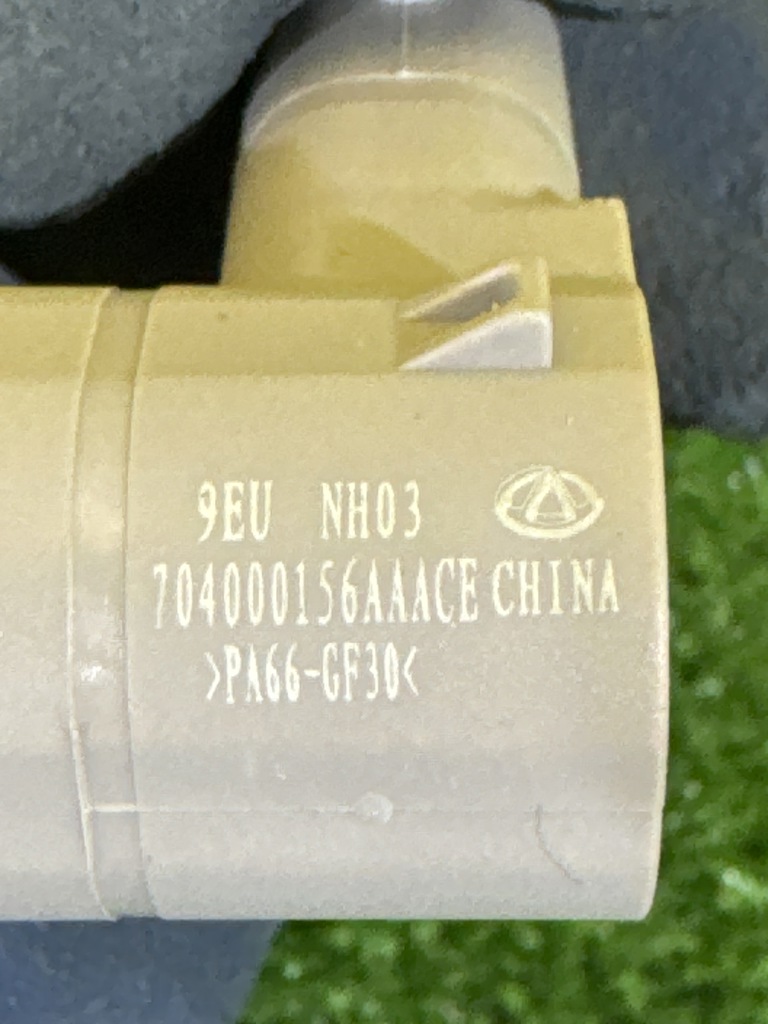 9EU NH03
704000156AAACE CHINA
>PA66-GF30<